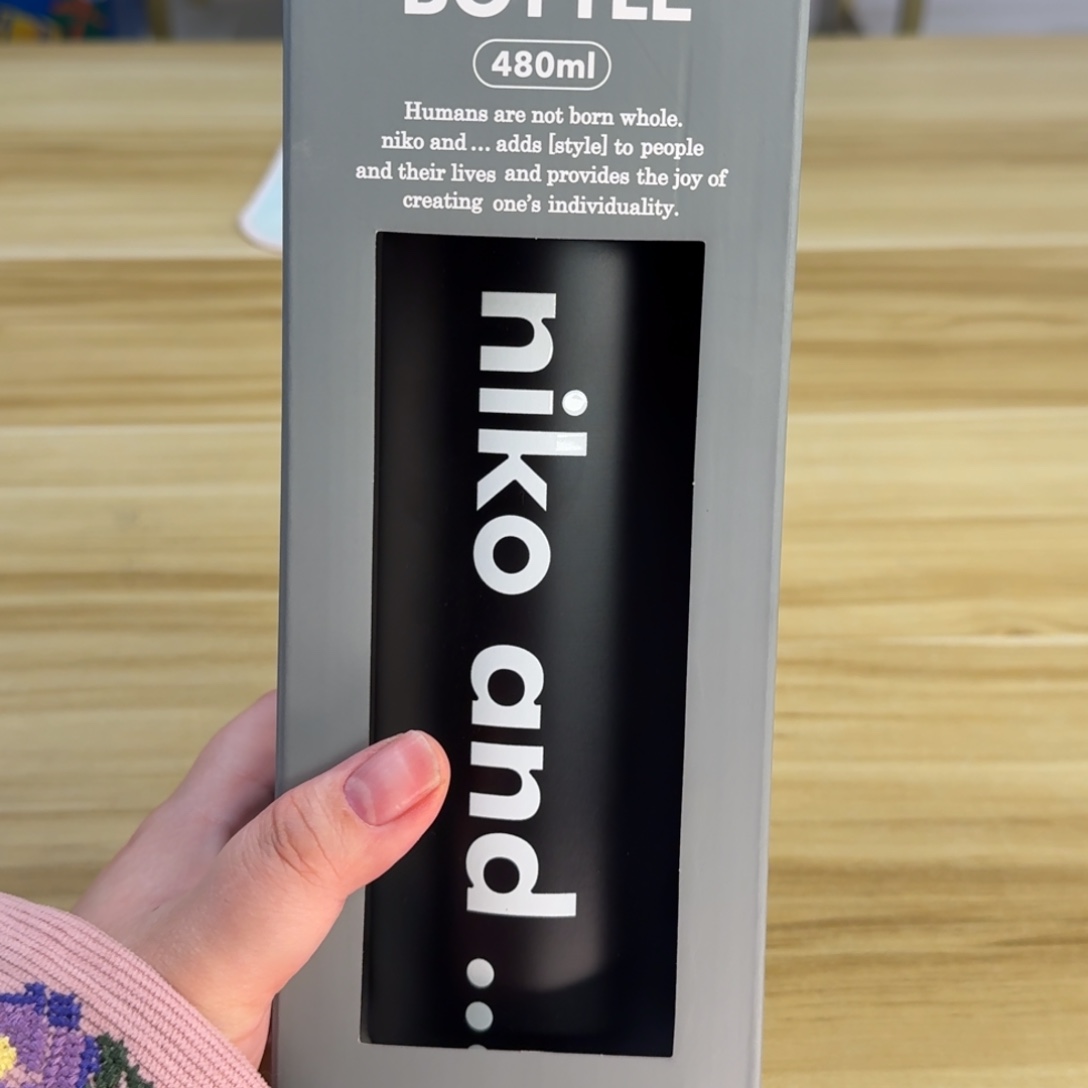 BOTTLE
480ml
Humans are not born whole.
niko and ... adds [style] to people
and their lives and provides the joy of
creating one's individuality.
niko and ...